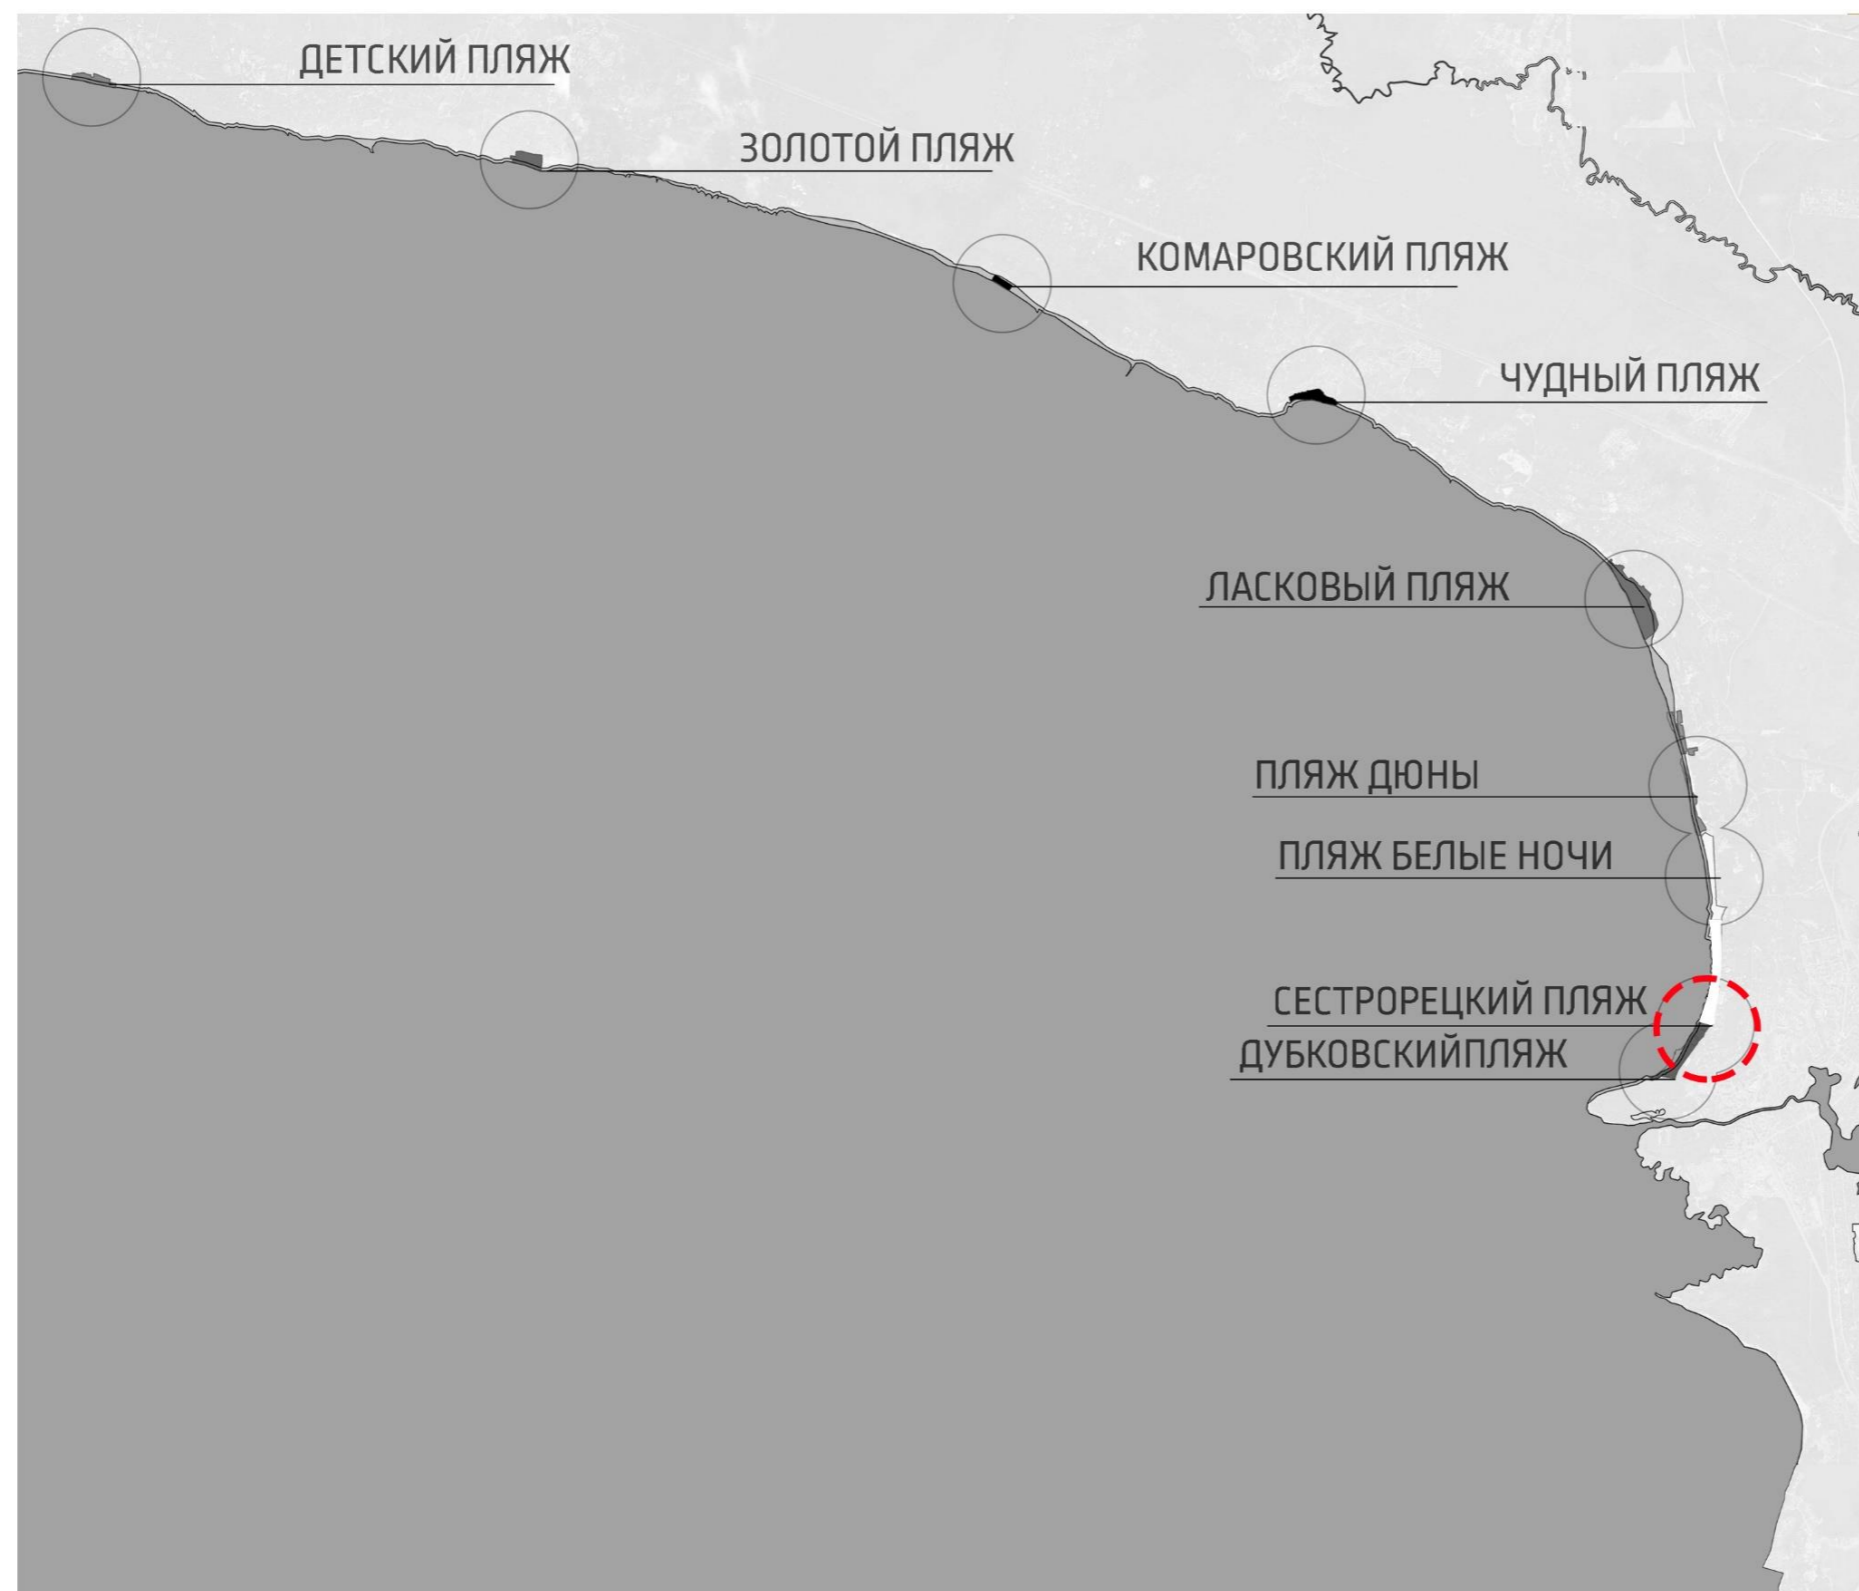 ДЕТСКИЙ ПЛЯЖ
ЗОЛОТОЙ ПЛЯЖ
КОМАРОВСКИЙ ПЛЯЖ
ЧУДНЫЙ ПЛЯЖ
ЛАСКОВЫЙ ПЛЯЖ
ПЛЯЖ ДЮНЫ
ПЛЯЖ БЕЛЫЕ НОЧИ
СЕСТРОРЕЦКИЙ ПЛЯЖ
ДУБКОВСКИЙПЛЯЖ